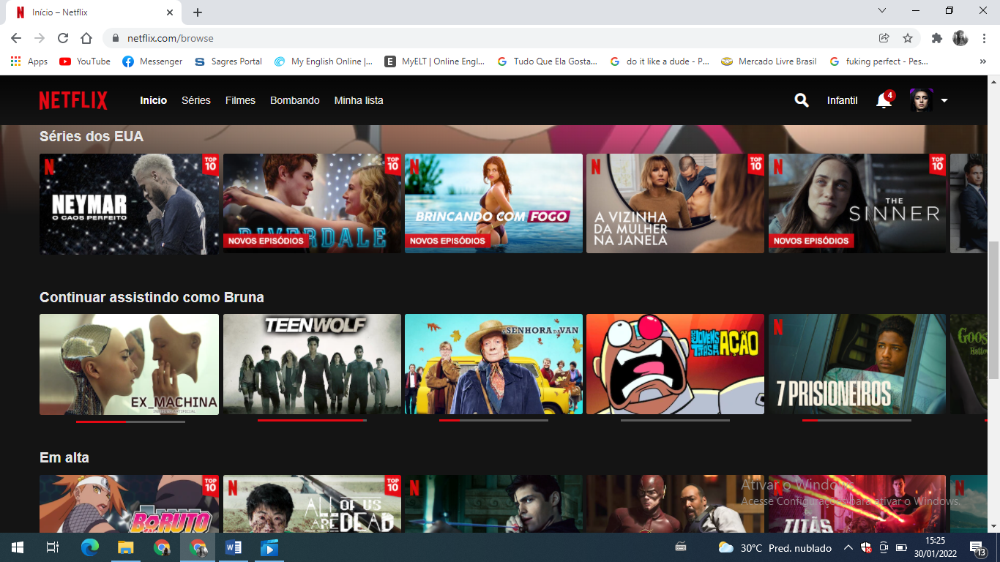 Início – Netflix
netflix.com/browse
Apps YouTube Messenger Sagres Portal My English Online |... MyELT | Online Engl... Tudo Que Ela Gosta... do it like a dude - P... Mercado Livre Brasil fuking perfect - Pes... »
NETFLIX Início Séries Filmes Bombando Minha lista Infantil 4
Séries dos EUA
N TOP 10 NEYMAR O CAOS PERFEITO
TOP 10 RIVERDALE NOVOS EPISÓDIOS
N BRINCANDO COM FOGO NOVOS EPISÓDIOS
N TOP 10 A VIZINHA DA MULHER NA JANELA
N TOP 10 THE SINNER NOVOS EPISÓDIOS
Continuar assistindo como Bruna
EX_MACHINA
TEEN WOLF
SENHORA DA VAN
OS JOVENS TITÃS EM AÇÃO
N 7 PRISIONEIROS
GOOS
Hallow
Em alta
TOP 10 BORUTO
N TOP 10 ALL OF US ARE DEAD
N
TITÃS
N
Ativar o Windows
Acesse Configurações para ativar o Windows.
30°C Pred. nublado 15:25
30/01/2022 13